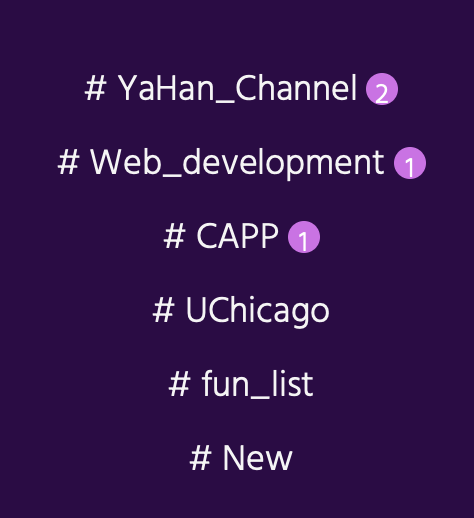 # YaHan_Channel 2
# Web_development 1
# CAPP 1
# UChicago
# fun_list
# New